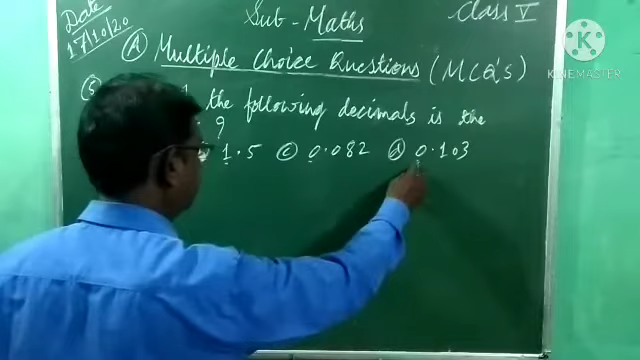 Date 17/10/20
Sub- Maths
Class V
Ⓐ Multiple Choice Questions (MCQ'S)
⑤ the following decimals is the
?
1.5 ⓒ 0.082 ⓓ 0.103
KINEMASTER